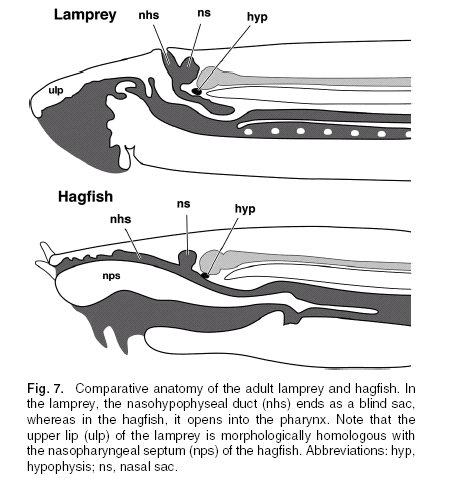 Lamprey
nhs
ns
hyp
ulp
Hagfish
nhs
ns
hyp
nps
Fig. 7. Comparative anatomy of the adult lamprey and hagfish. In
the lamprey, the nasohypophyseal duct (nhs) ends as a blind sac,
whereas in the hagfish, it opens into the pharynx. Note that the
upper lip (ulp) of the lamprey is morphologically homologous with
the nasopharyngeal septum (nps) of the hagfish. Abbreviations: hyp,
hypophysis; ns, nasal sac.